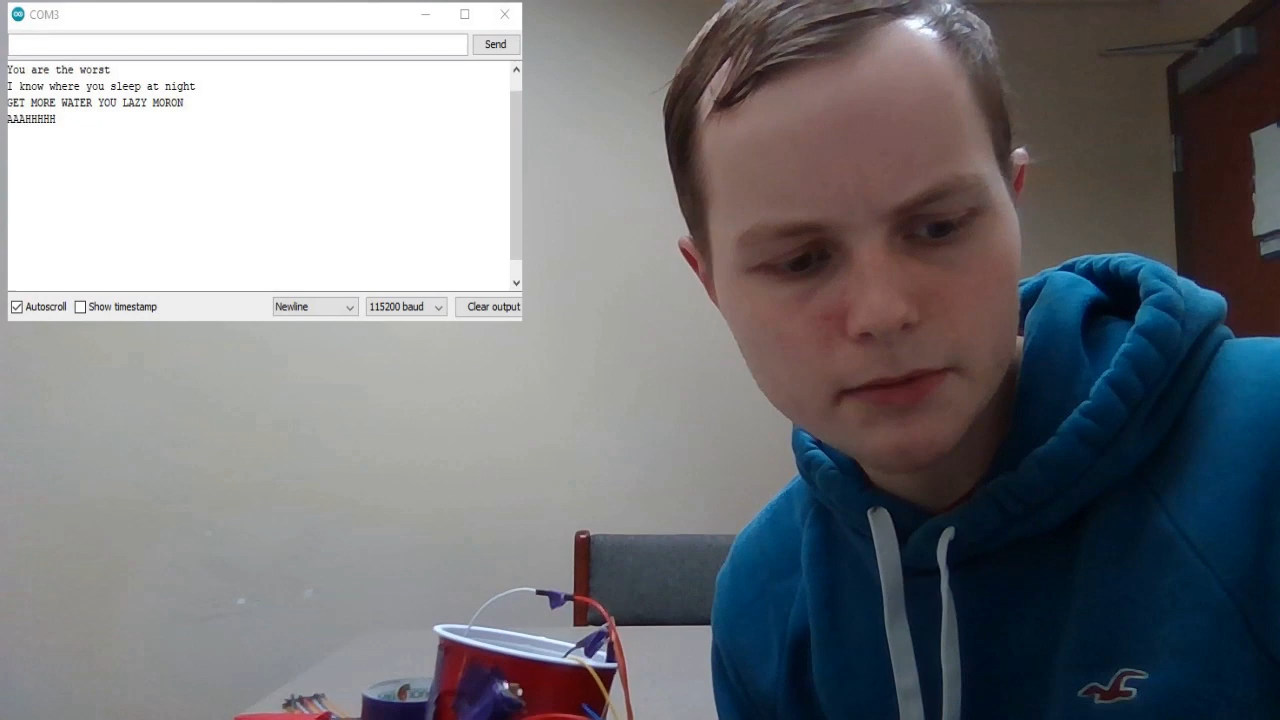 COM3
Send
You are the worst
I know where you sleep at night
GET MORE WATER YOU LAZY MORON
AAAHHHHH
Autoscroll
Show timestamp
Newline
115200 baud
Clear output